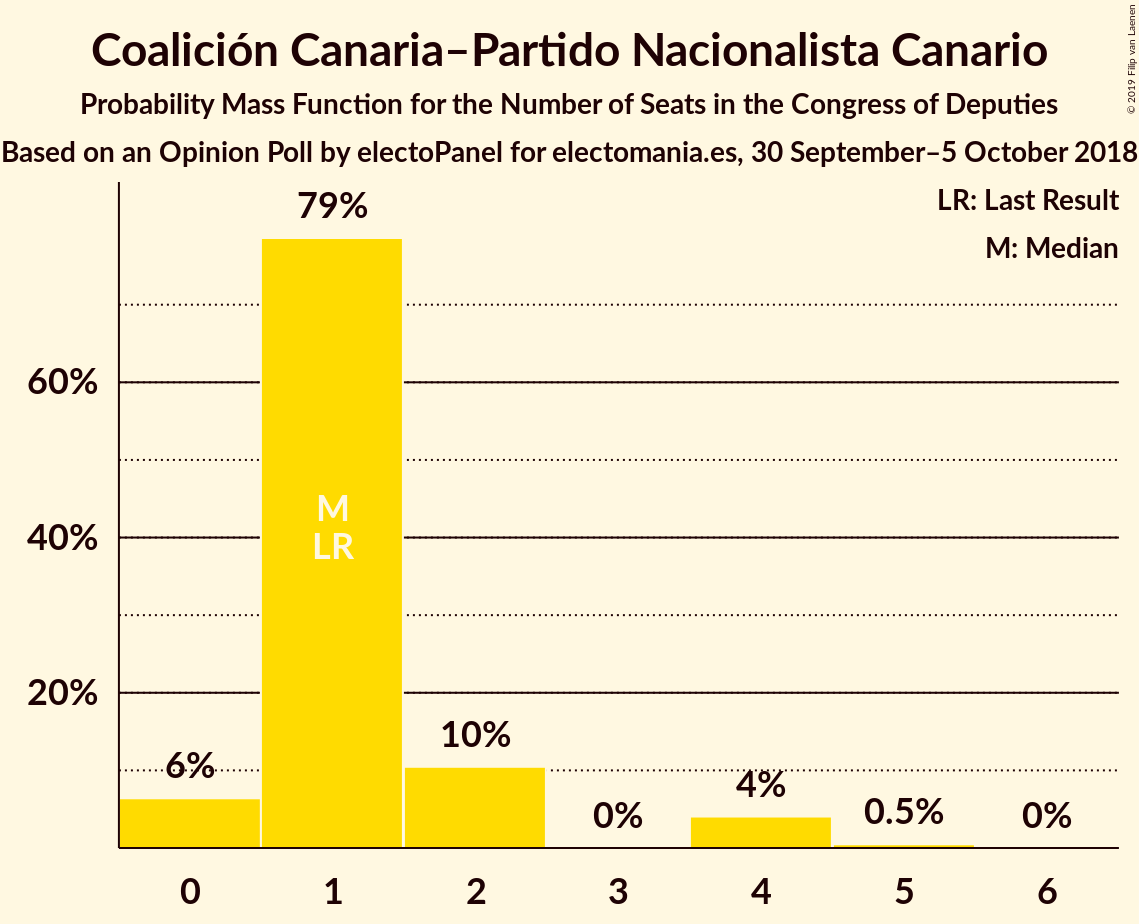 Coalición Canaria–Partido Nacionalista Canario
Probability Mass Function for the Number of Seats in the Congress of Deputies
Based on an Opinion Poll by electoPanel for electomania.es, 30 September–5 October 2018
© 2019 Filip van Laenen
LR: Last Result
M: Median
79%
60%
M
40%
LR
20%
10%
6%
4%
0%
0.5%
0%
0 1 2 3 4 5 6